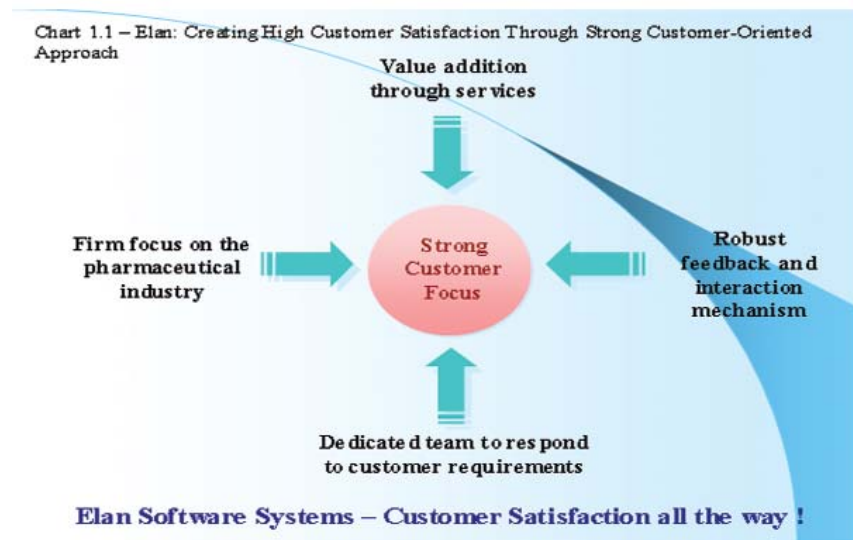 Chart 1.1 – Elan: Creating High Customer Satisfaction Through Strong Customer-Oriented
Approach
Value addition
through services
Firm focus on the
pharmaceutical
industry
Strong
Customer
Focus
Robust
feedback and
interaction
mechanism
Dedicated team to respond
to customer requirements
Elan Software Systems – Customer Satisfaction all the way !